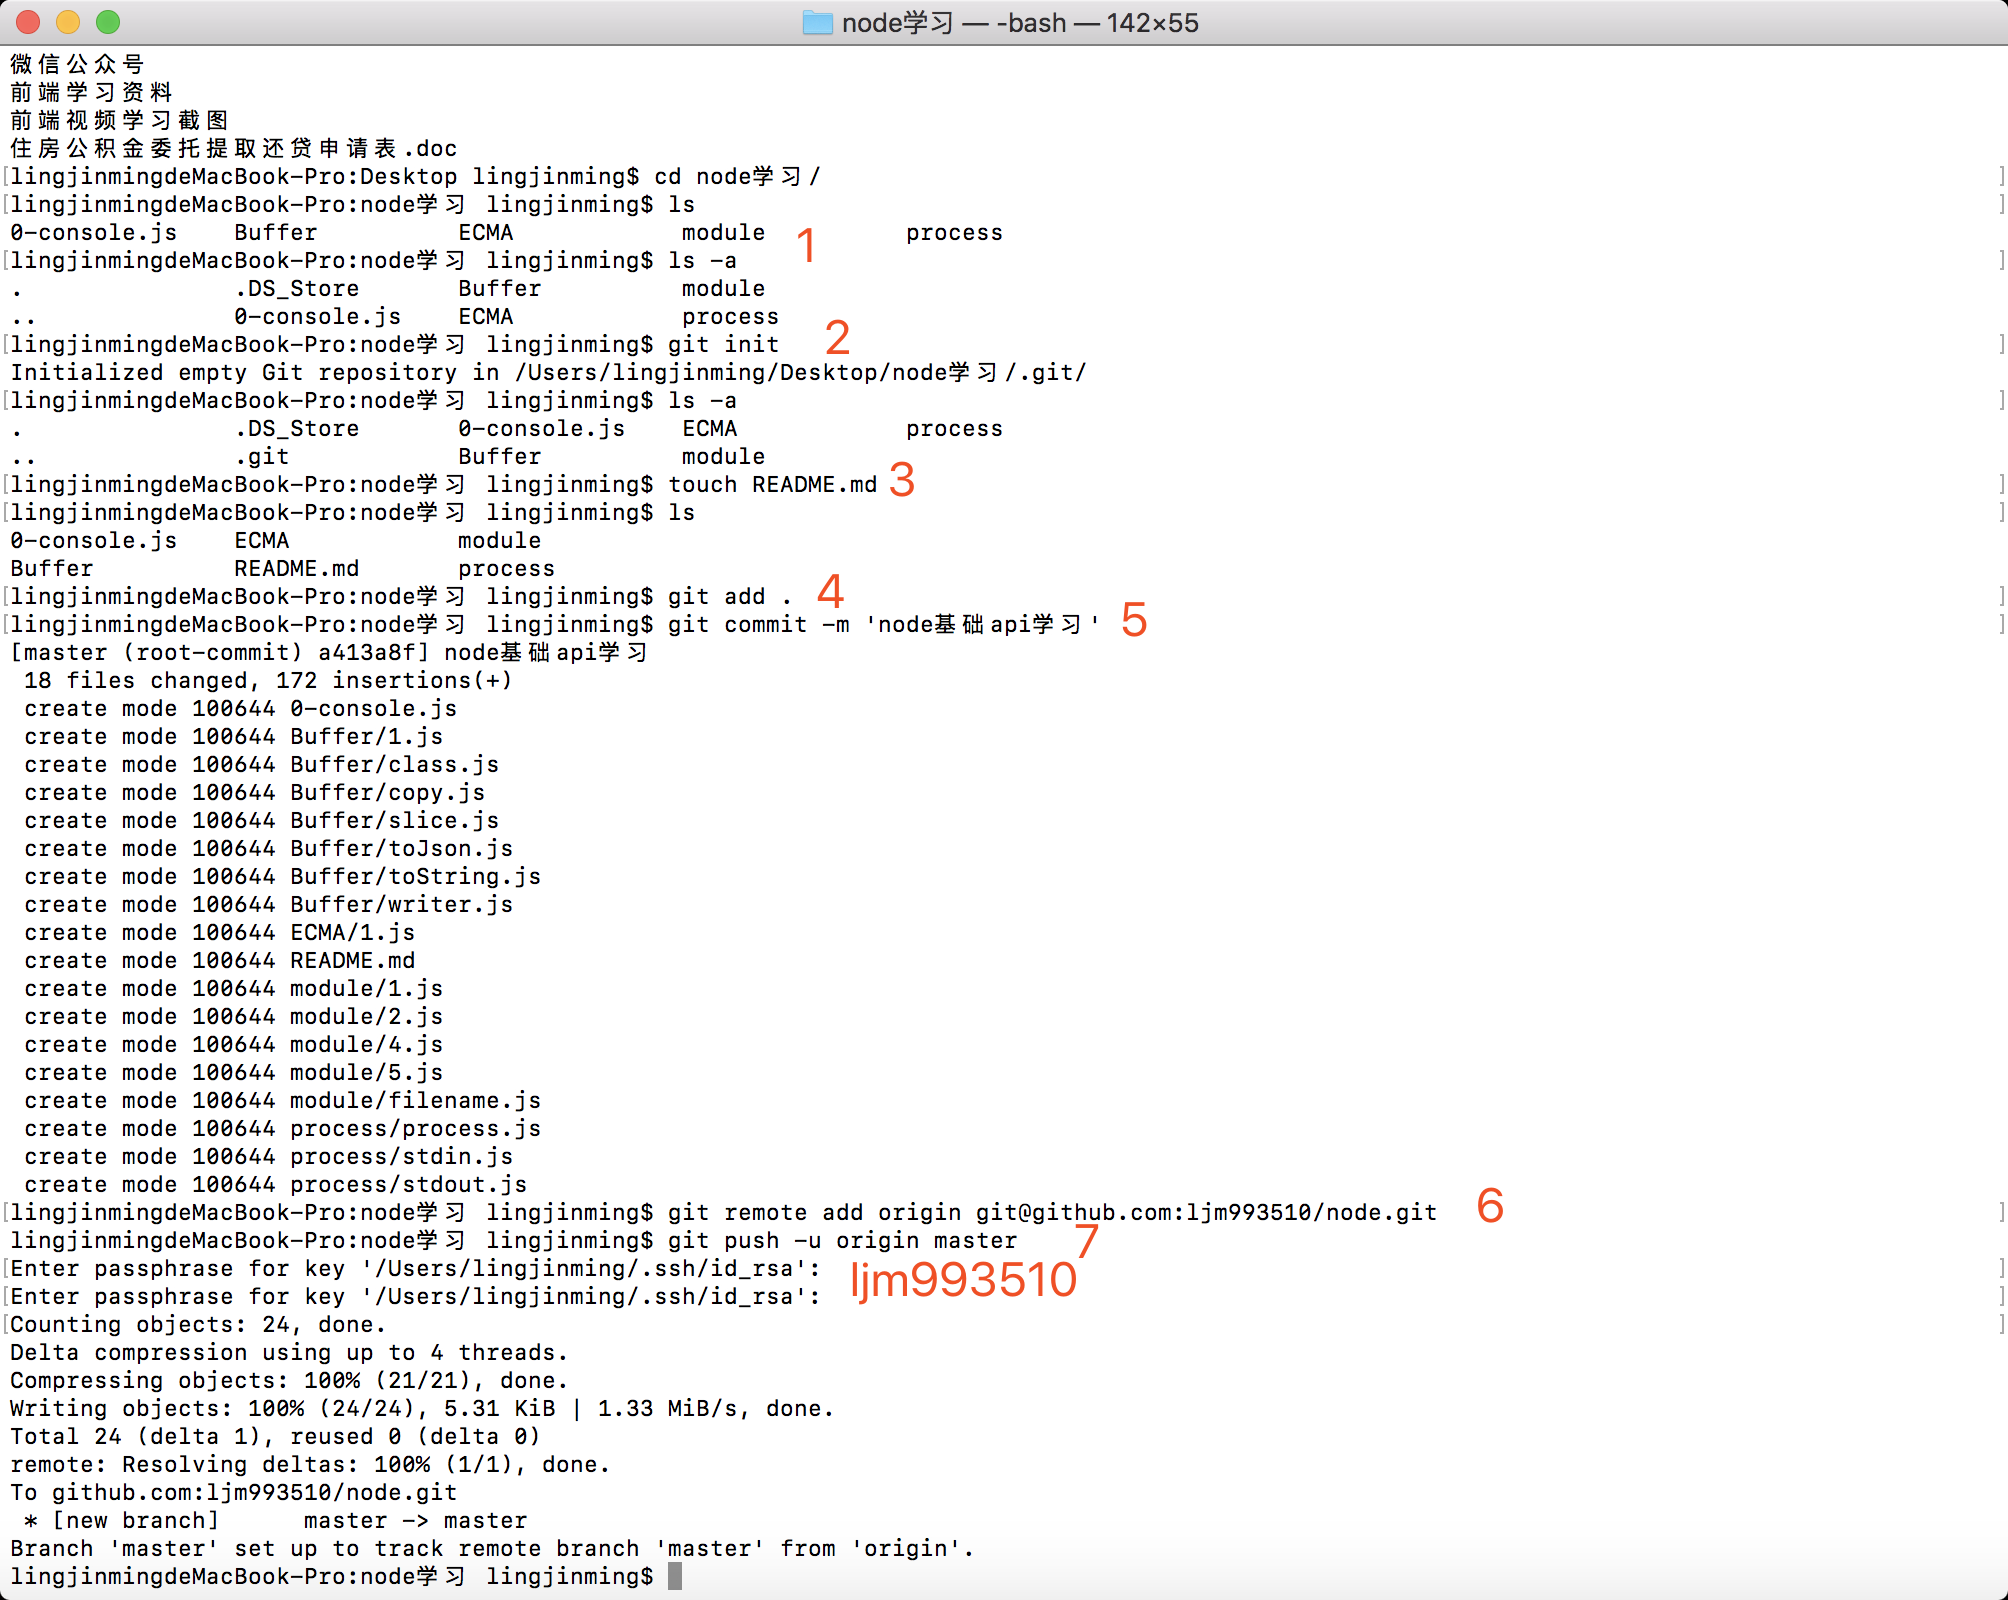 node学习 — -bash — 142×55
微信公众号
前端学习资料
前端视频学习截图
住房公积金委托提取还贷申请表.doc
[lingjinmingdeMacBook-Pro:Desktop lingjinming$ cd node学习/ ]
[lingjinmingdeMacBook-Pro:node学习 lingjinming$ ls ]
0-console.js Buffer ECMA module process 1
[lingjinmingdeMacBook-Pro:node学习 lingjinming$ ls -a ]
. .DS_Store Buffer module
.. 0-console.js ECMA process
[lingjinmingdeMacBook-Pro:node学习 lingjinming$ git init 2 ]
Initialized empty Git repository in /Users/lingjinming/Desktop/node学习/.git/
[lingjinmingdeMacBook-Pro:node学习 lingjinming$ ls -a ]
. .DS_Store 0-console.js ECMA process
.. .git Buffer module
[lingjinmingdeMacBook-Pro:node学习 lingjinming$ touch README.md 3 ]
[lingjinmingdeMacBook-Pro:node学习 lingjinming$ ls ]
0-console.js ECMA module
Buffer README.md process
[lingjinmingdeMacBook-Pro:node学习 lingjinming$ git add . 4 ]
[lingjinmingdeMacBook-Pro:node学习 lingjinming$ git commit -m 'node基础api学习' 5 ]
[master (root-commit) a413a8f] node基础api学习
18 files changed, 172 insertions(+)
create mode 100644 0-console.js
create mode 100644 Buffer/1.js
create mode 100644 Buffer/class.js
create mode 100644 Buffer/copy.js
create mode 100644 Buffer/slice.js
create mode 100644 Buffer/toJson.js
create mode 100644 Buffer/toString.js
create mode 100644 Buffer/writer.js
create mode 100644 ECMA/1.js
create mode 100644 README.md
create mode 100644 module/1.js
create mode 100644 module/2.js
create mode 100644 module/4.js
create mode 100644 module/5.js
create mode 100644 module/filename.js
create mode 100644 process/process.js
create mode 100644 process/stdin.js
create mode 100644 process/stdout.js
[lingjinmingdeMacBook-Pro:node学习 lingjinming$ git remote add origin git@github.com:ljm993510/node.git 6 ]
lingjinmingdeMacBook-Pro:node学习 lingjinming$ git push -u origin master 7
[Enter passphrase for key '/Users/lingjinming/.ssh/id_rsa': ljm993510 ]
[Enter passphrase for key '/Users/lingjinming/.ssh/id_rsa': ]
[Counting objects: 24, done. ]
Delta compression using up to 4 threads.
Compressing objects: 100% (21/21), done.
Writing objects: 100% (24/24), 5.31 KiB | 1.33 MiB/s, done.
Total 24 (delta 1), reused 0 (delta 0)
remote: Resolving deltas: 100% (1/1), done.
To github.com:ljm993510/node.git
* [new branch] master -> master
Branch 'master' set up to track remote branch 'master' from 'origin'.
lingjinmingdeMacBook-Pro:node学习 lingjinming$